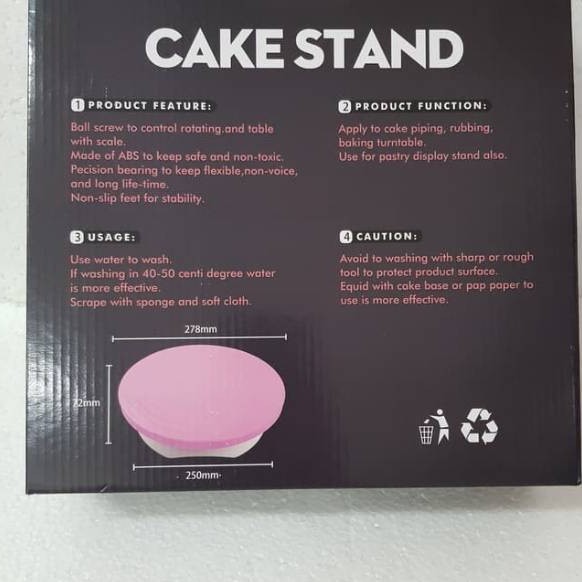 CAKE STAND
1 PRODUCT FEATURE:
Ball screw to control rotating.and table
with scale.
Made of ABS to keep safe and non-toxic.
Pecision bearing to keep flexible,non-voice,
and long life-time.
Non-slip feet for stability.
2 PRODUCT FUNCTION:
Apply to cake piping, rubbing,
baking turntable.
Use for pastry display stand also.
3 USAGE:
Use water to wash.
If washing in 40-50 centi degree water
is more effective.
Scrape with sponge and soft cloth.
4 CAUTION:
Avoid to washing with sharp or rough
tool to protect product surface.
Equid with cake base or pap paper to
use is more effective.
278mm
72mm
250mm